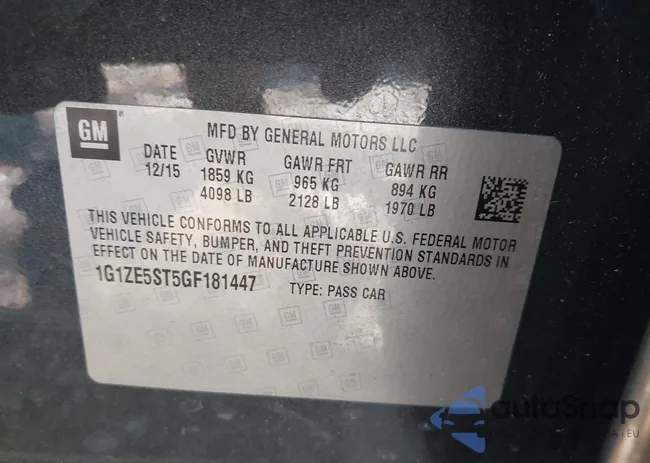 GM
MFD BY GENERAL MOTORS LLC
DATE GVWR GAWR FRT GAWR RR
12/15 1859 KG 965 KG 894 KG
4098 LB 2128 LB 1970 LB
THIS VEHICLE CONFORMS TO ALL APPLICABLE U.S. FEDERAL MOTOR
VEHICLE SAFETY, BUMPER, AND THEFT PREVENTION STANDARDS IN
EFFECT ON THE DATE OF MANUFACTURE SHOWN ABOVE.
1G1ZE5ST5GF181447 TYPE: PASS CAR
autoSnap